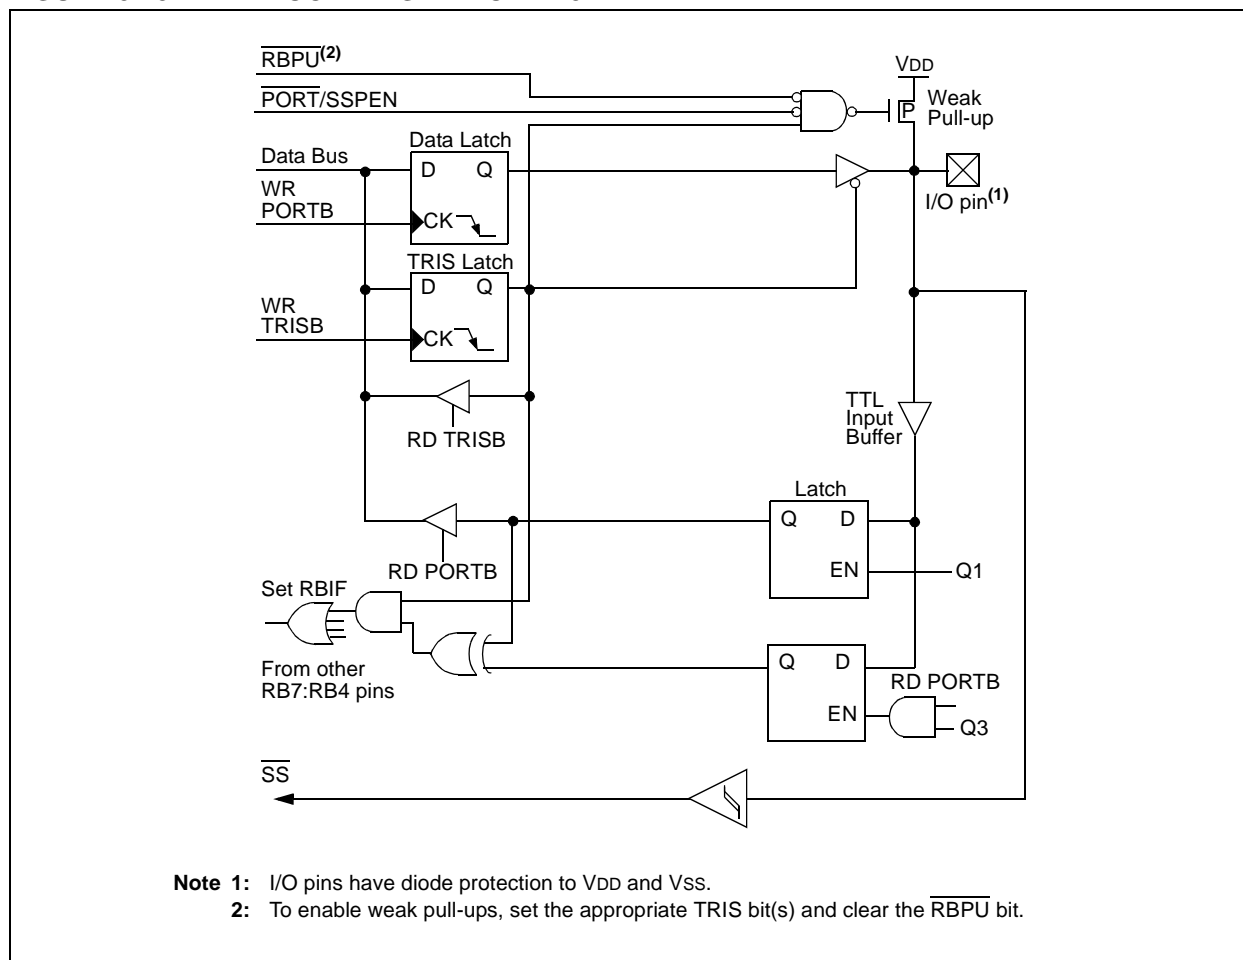 RBPU(2)
VDD
PORT/SSPEN
Weak
Pull-up
P
Data Latch
Data Bus
D Q
WR
PORTB
CK
I/O pin(1)
TRIS Latch
D Q
WR
TRISB
CK
TTL
Input
Buffer
RD TRISB
Latch
Q D
EN
Q1
RD PORTB
Set RBIF
From other
RB7:RB4 pins
Q D
RD PORTB
EN
Q3
SS
Note 1: I/O pins have diode protection to VDD and VSS.
2: To enable weak pull-ups, set the appropriate TRIS bit(s) and clear the RBPU bit.